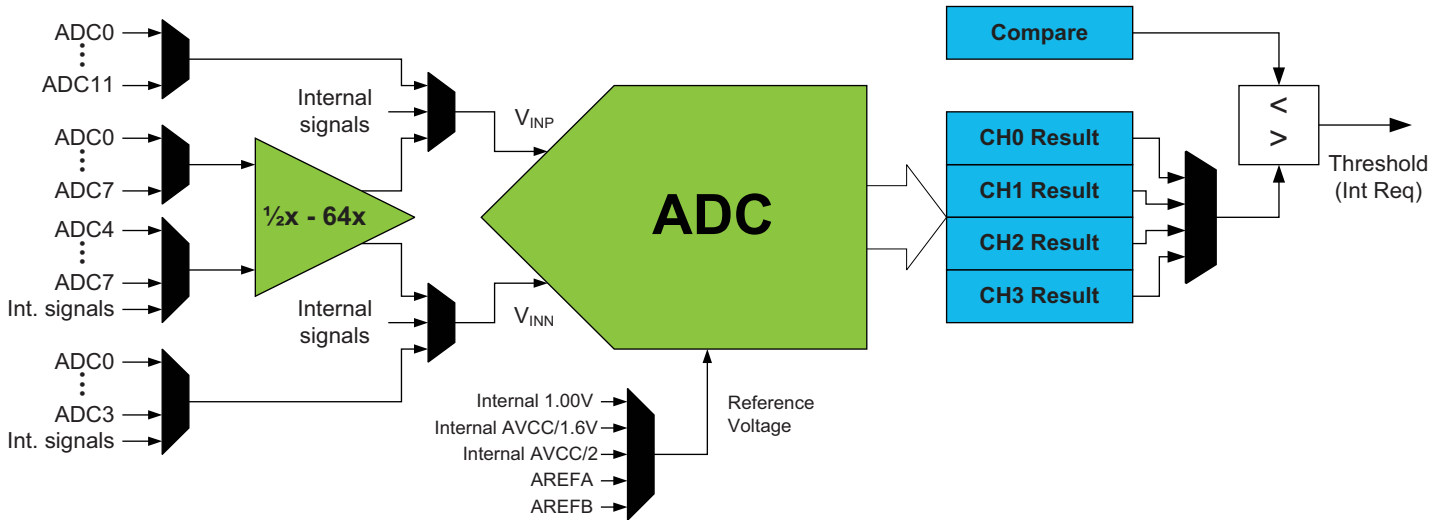 ADC0
ADC11
ADC0
ADC7
ADC4
ADC7
Int. signals
ADC0
ADC3
Int. signals
½x - 64x
Internal
signals
Internal
signals
VINP
VINN
ADC
Internal 1.00V
Internal AVCC/1.6V
Internal AVCC/2
AREFA
AREFB
Reference
Voltage
Compare
CH0 Result
CH1 Result
CH2 Result
CH3 Result
<
>
Threshold
(Int Req)